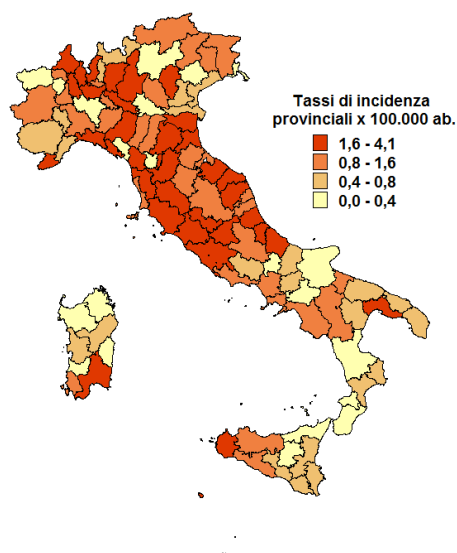 Tassi di incidenza
provinciali x 100.000 ab.
1,6 - 4,1
0,8 - 1,6
0,4 - 0,8
0,0 - 0,4